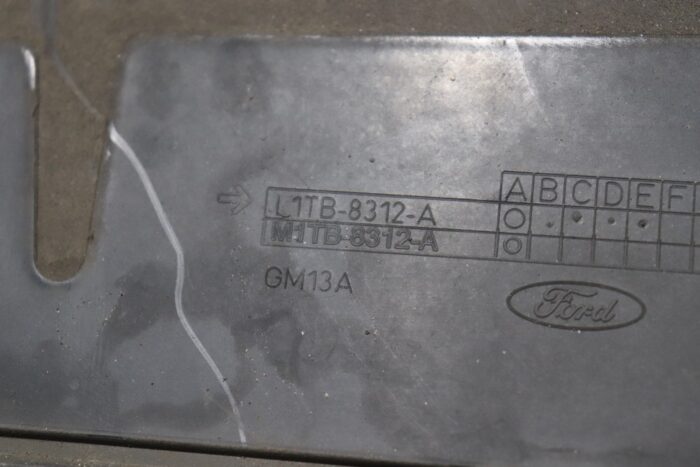 A B C D E F
L1TB-8312-A
M1TB-8312-A
GM13A
Ford